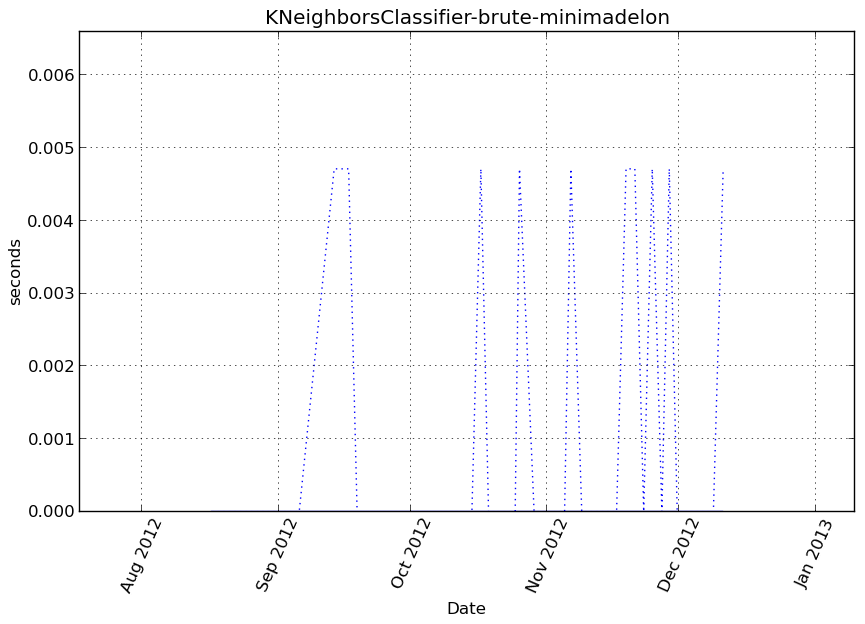 KNeighborsClassifier-brute-minimadelon
0.006
0.005
0.004
0.003
0.002
0.001
0.000
seconds
Aug 2012
Sep 2012
Oct 2012
Nov 2012
Dec 2012
Jan 2013
Date